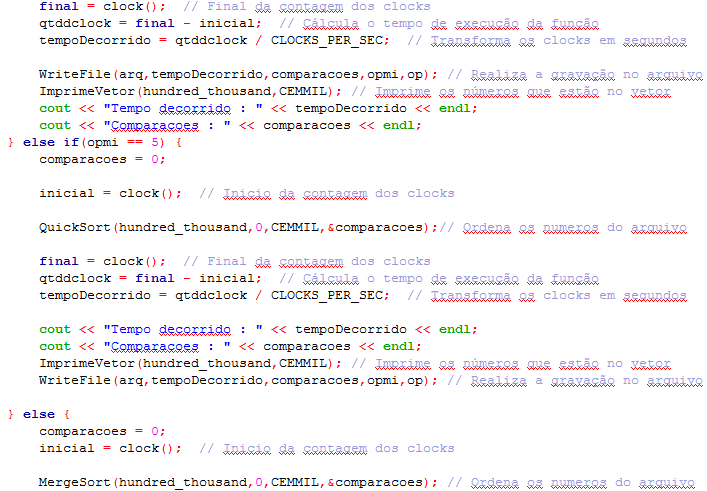 final = clock();  // Final da contagem dos clocks
qtddclock = final - inicial;  // Cálcula o tempo de execução da função
tempoDecorrido = qtddclock / CLOCKS_PER_SEC;  // Transforma os clocks em segundos
WriteFile(arq,tempoDecorrido,comparacoes,opmi,op); // Realiza a gravação no arquivo
ImprimeVetor(hundred_thousand,CEMMIL); // Imprime os números que estão no vetor
cout << "Tempo decorrido : " << tempoDecorrido << endl;
cout << "Comparacoes : " << comparacoes << endl;
} else if(opmi == 5) {
comparacoes = 0;
inicial = clock();  // Inicio da contagem dos clocks
QuickSort(hundred_thousand,0,CEMMIL,&comparacoes);// Ordena os numeros do arquivo
final = clock();  // Final da contagem dos clocks
qtddclock = final - inicial;  // Cálcula o tempo de execução da função
tempoDecorrido = qtddclock / CLOCKS_PER_SEC;  // Transforma os clocks em segundos
cout << "Tempo decorrido : " << tempoDecorrido << endl;
cout << "Comparacoes : " << comparacoes << endl;
ImprimeVetor(hundred_thousand,CEMMIL); // Imprime os números que estão no vetor
WriteFile(arq,tempoDecorrido,comparacoes,opmi,op); // Realiza a gravação no arquivo
} else {
comparacoes = 0;
inicial = clock();  // Inicio da contagem dos clocks
MergeSort(hundred_thousand,0,CEMMIL,&comparacoes); // Ordena os numeros do arquivo